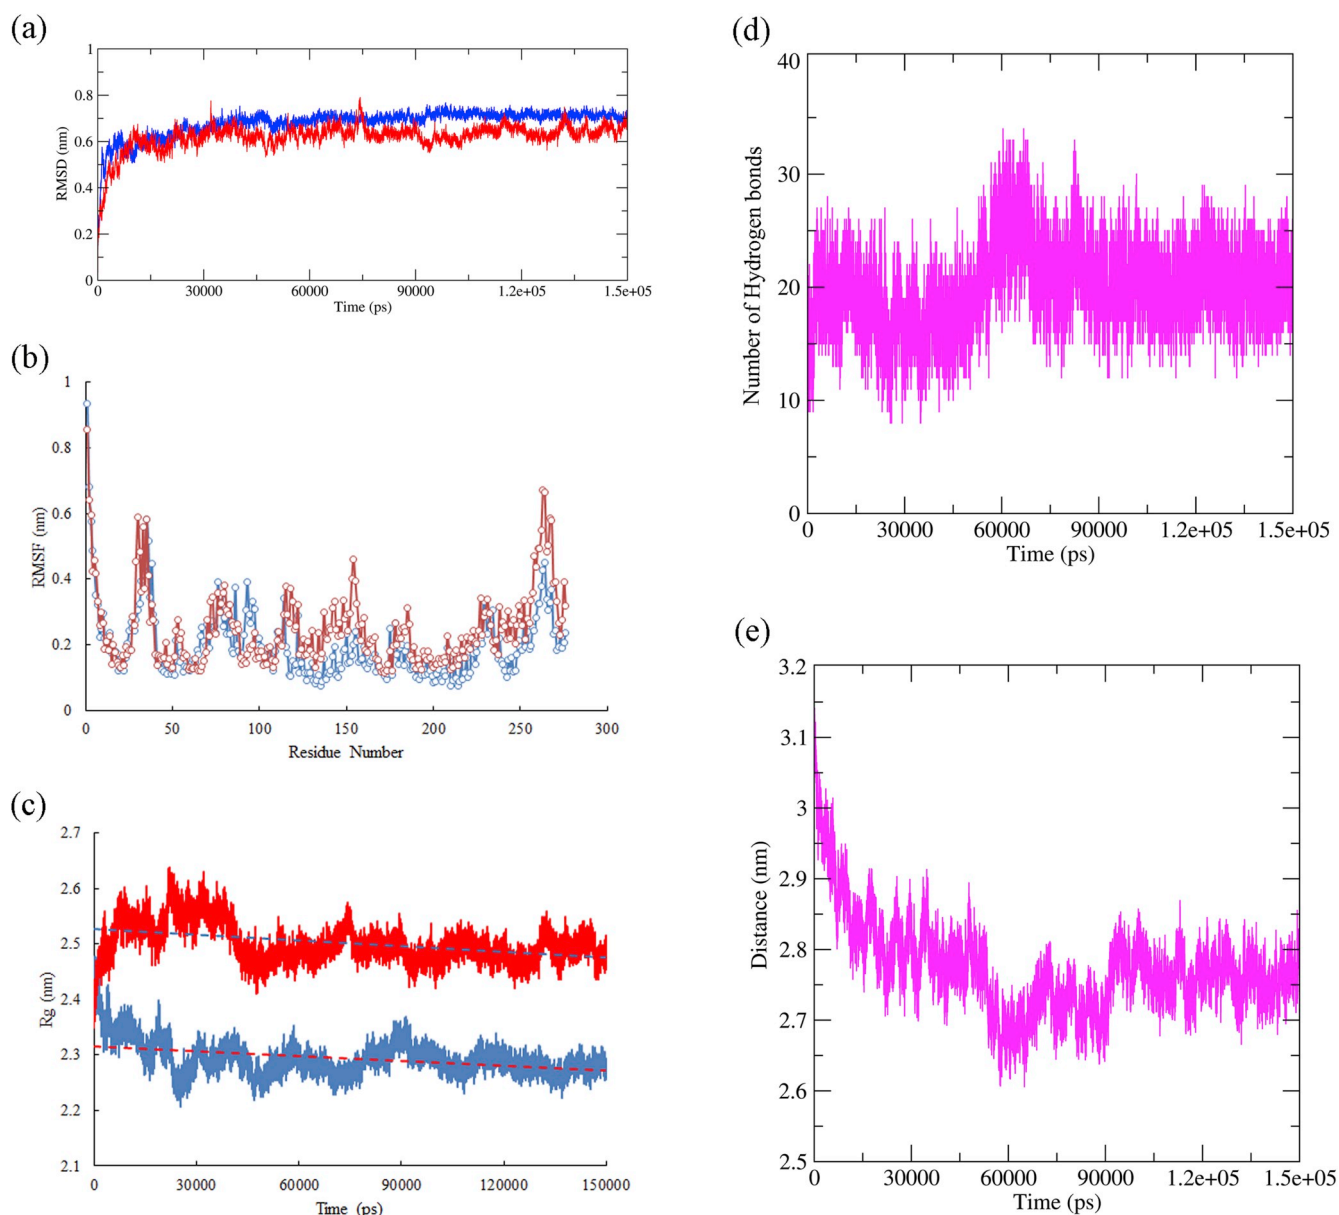 (a)
1
0.8
0.6
0.4
0.2
0
RMSD (nm)
0 30000 60000 90000 1.2e+05 1.5e+05
Time (ps)
(b)
1
0.8
0.6
0.4
0.2
0
RMSF (nm)
0 50 100 150 200 250 300
Residue Number
(c)
2.7
2.6
2.5
2.4
2.3
2.2
2.1
Rg (nm)
0 30000 60000 90000 120000 150000
Time (ps)
(d)
40
30
20
10
0
Number of Hydrogen bonds
0 30000 60000 90000 1.2e+05 1.5e+05
Time (ps)
(e)
3.2
3.1
3
2.9
2.8
2.7
2.6
2.5
Distance (nm)
0 30000 60000 90000 1.2e+05 1.5e+05
Time (ps)